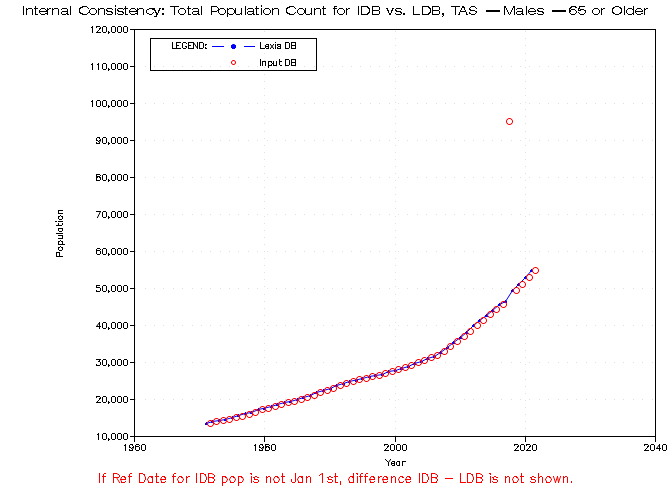 Internal Consistency: Total Population Count for IDB vs. LDB, TAS — Males — 65 or Older
LEGEND: Lexis DB
Input DB
120,000
110,000
100,000
90,000
80,000
70,000
60,000
50,000
40,000
30,000
20,000
10,000
Population
1960 1980 2000 2020 2040
Year
If Ref Date for IDB pop is not Jan 1st, difference IDB – LDB is not shown.